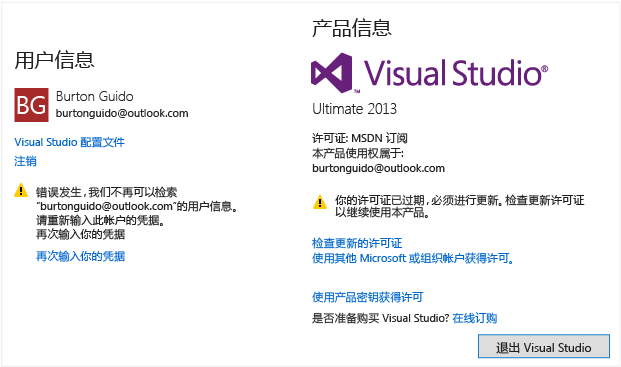 用户信息
BG
Burton Guido
burtonguido@outlook.com
Visual Studio 配置文件
注销
错误发生，我们不再可以检索
“burtonguido@outlook.com”的用户信息。
请重新输入此帐户的凭据。
再次输入你的凭据
再次输入你的凭据
产品信息
Visual Studio®
Ultimate 2013
许可证: MSDN 订阅
本产品使用权属于:
burtonguido@outlook.com
你的许可证已过期，必须进行更新。检查更新许可证
以继续使用本产品。
检查更新的许可证
使用其他 Microsoft 或组织帐户获得许可。
使用产品密钥获得许可
是否准备购买 Visual Studio? 在线订购
退出 Visual Studio